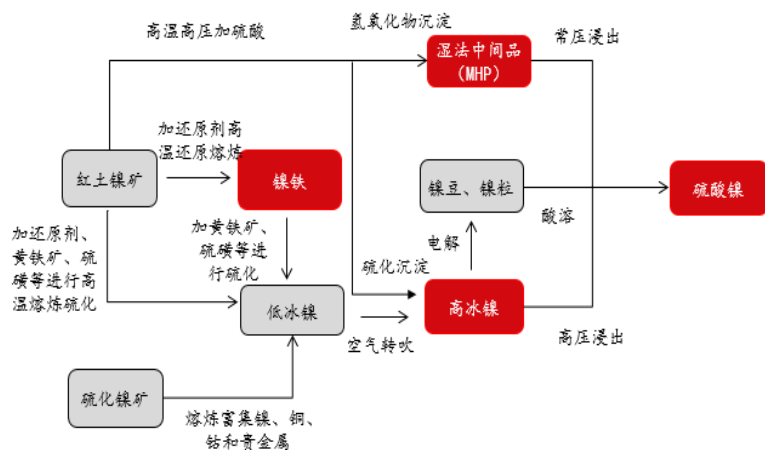 高温高压加硫酸
氢氧化物沉淀
湿法中间品
（MHP）
常压浸出
加还原剂高
温还原熔炼
红土镍矿
镍铁
镍豆、镍粒
硫酸镍
酸溶
加还原剂、
黄铁矿、硫
磺等进行高
温熔炼硫化
加黄铁矿、
硫磺等进
行硫化
电解
硫化沉淀
低冰镍
高冰镍
空气转吹
高压浸出
硫化镍矿
熔炼富集镍、铜、
钴和贵金属